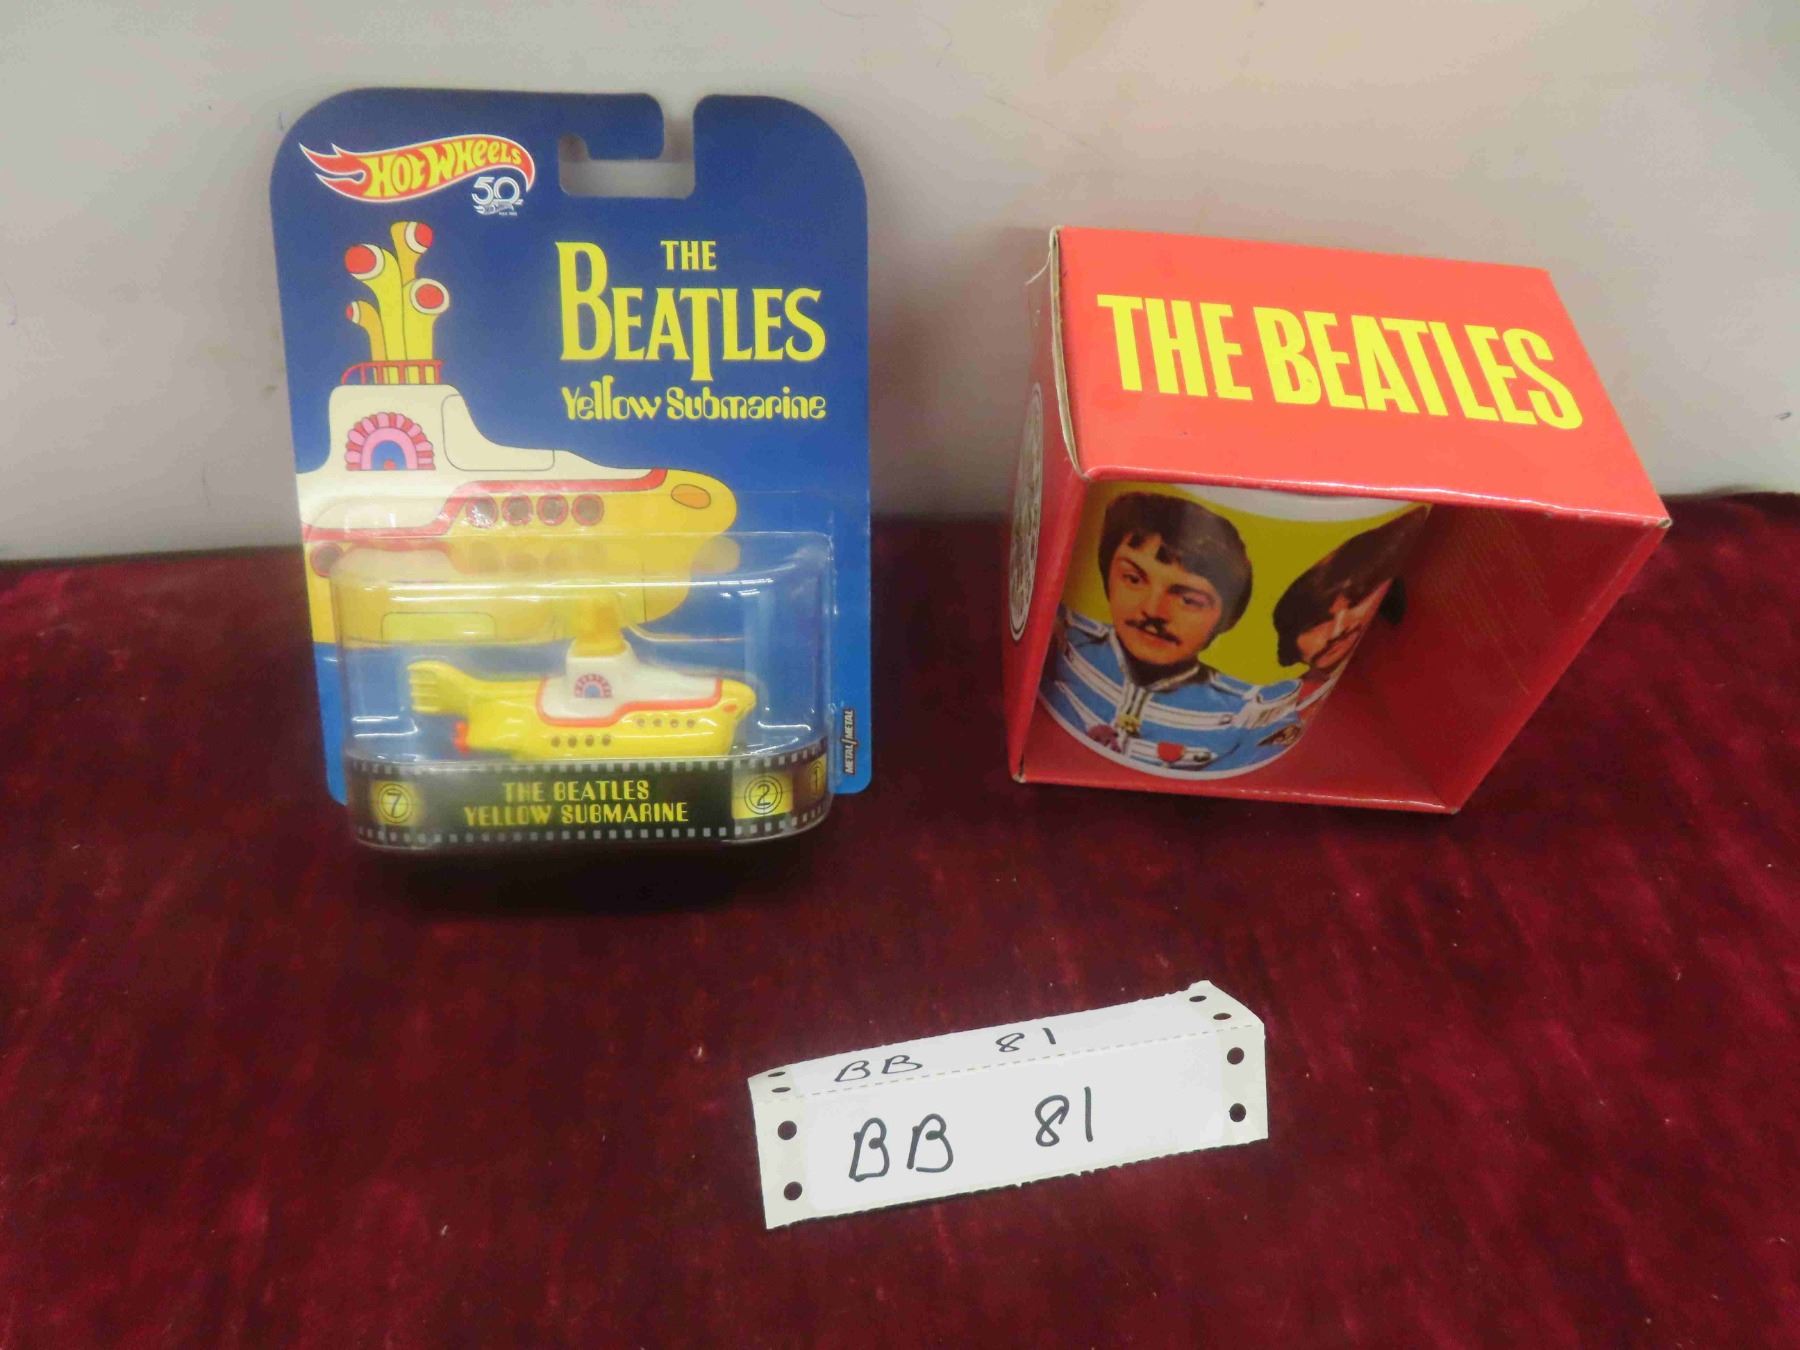 HOT WHEELS
50
THE
BEATLES
Yellow Submarine
METAL/METAL
7
THE BEATLES
YELLOW SUBMARINE
2
THE BEATLES
BB 81
BB 81